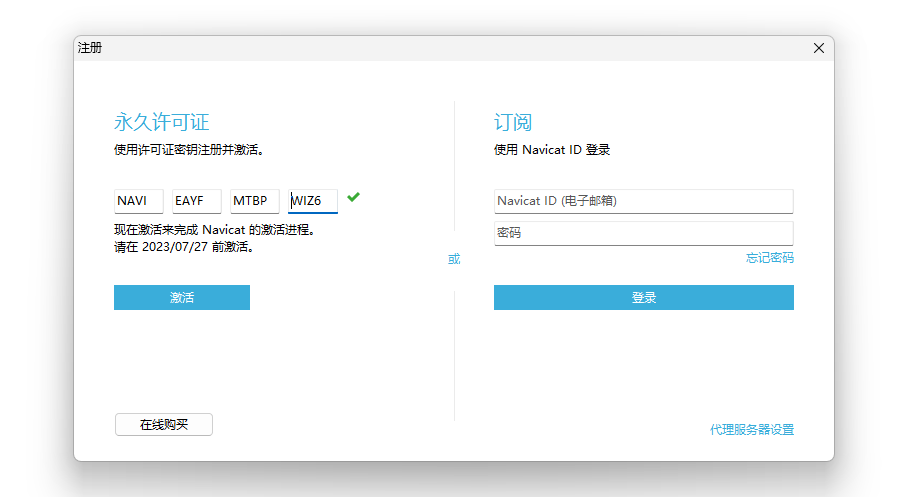 注册
永久许可证
使用许可证密钥注册并激活。
NAVI EAYF MTBP WIZ6
现在激活来完成 Navicat 的激活进程。
请在 2023/07/27 前激活。
激活
在线购买
或
订阅
使用 Navicat ID 登录
Navicat ID (电子邮箱)
密码
忘记密码
登录
代理服务器设置